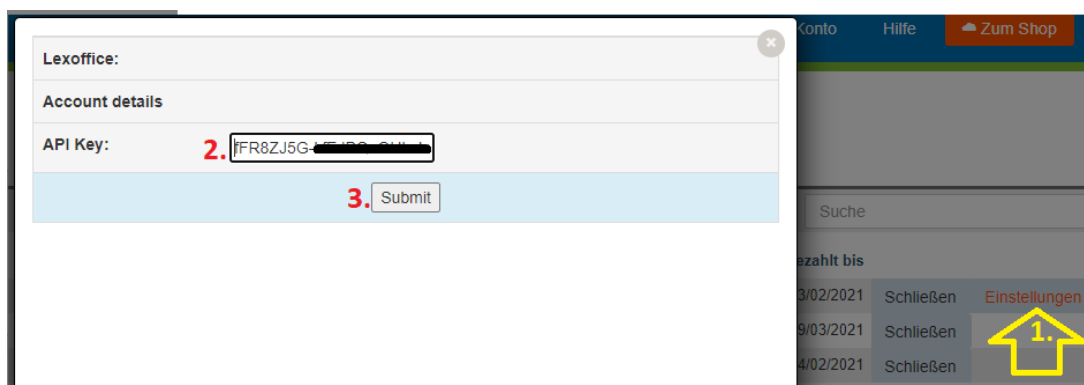 Konto Hilfe Zum Shop
Lexoffice:
Account details
API Key: 2. fFR8ZJ5G-
3. Submit
Suche
ezahlt bis
3/02/2021 Schließen Einstellungen
9/03/2021 Schließen 1.
4/02/2021 Schließen